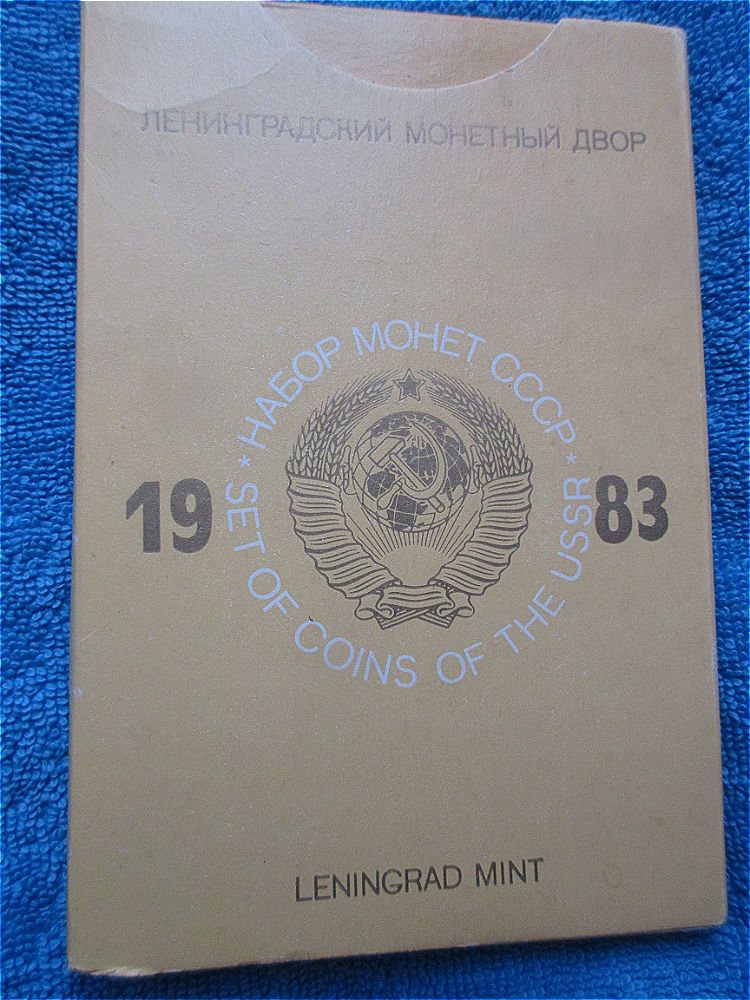 ЛЕНИНГРАДСКИЙ МОНЕТНЫЙ ДВОР
* НАБОР МОНЕТ СССР *
19 83
SET OF COINS OF THE USSR
LENINGRAD MINT